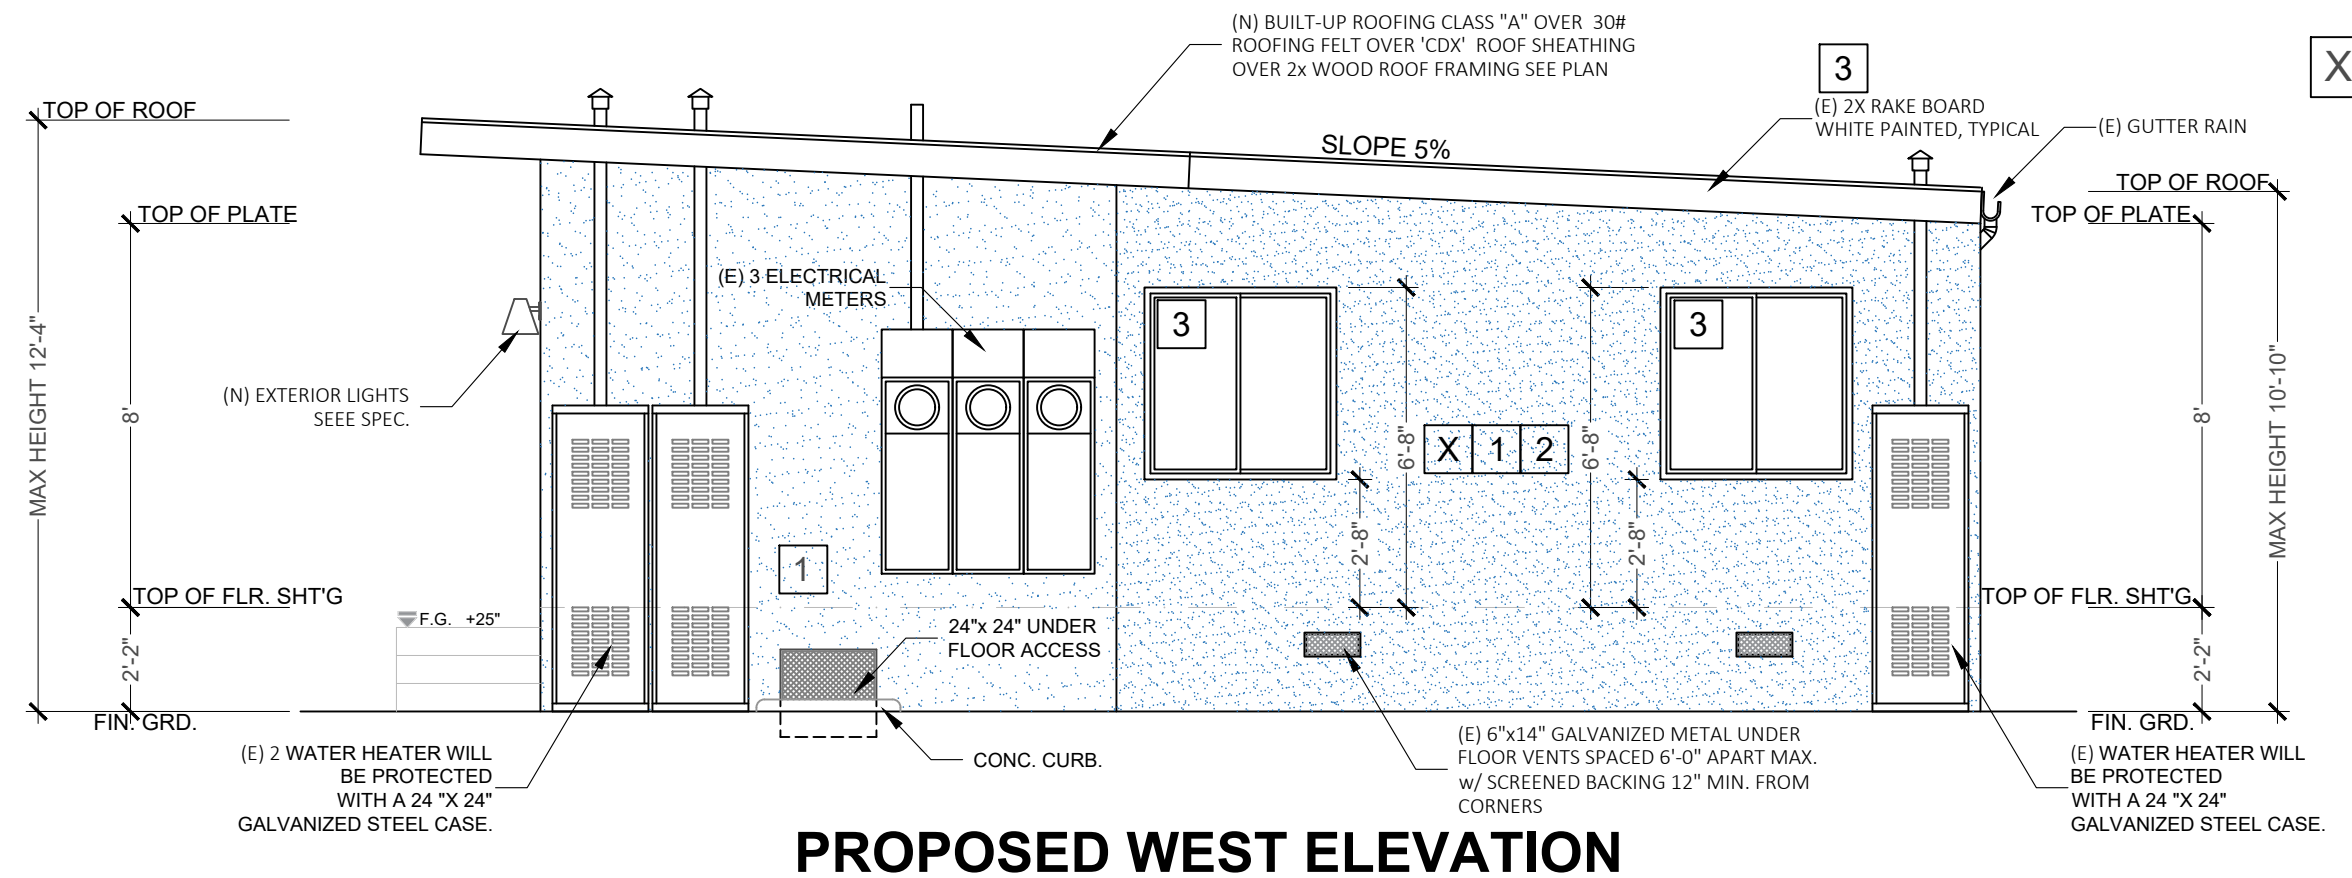 (N) BUILT-UP ROOFING CLASS "A" OVER 30#
ROOFING FELT OVER 'CDX' ROOF SHEATHING
OVER 2x WOOD ROOF FRAMING SEE PLAN
3
X
(E) 2X RAKE BOARD
WHITE PAINTED, TYPICAL
(E) GUTTER RAIN
TOP OF ROOF
SLOPE 5%
TOP OF ROOF
TOP OF PLATE
TOP OF PLATE
(E) 3 ELECTRICAL
METERS
3
3
MAX HEIGHT 12'-4"
8'
(N) EXTERIOR LIGHTS
SEEE SPEC.
6'-8"
X 1 2
6'-8"
8'
MAX HEIGHT 10'-10"
2'-8"
2'-8"
1
TOP OF FLR. SHT'G
TOP OF FLR. SHT'G
F.G. +25"
24"x 24" UNDER
FLOOR ACCESS
2'-2"
2'-2"
FIN. GRD.
FIN. GRD.
(E) 2 WATER HEATER WILL
BE PROTECTED
WITH A 24 "X 24"
GALVANIZED STEEL CASE.
CONC. CURB.
(E) 6"x14" GALVANIZED METAL UNDER
FLOOR VENTS SPACED 6'-0" APART MAX.
w/ SCREENED BACKING 12" MIN. FROM
CORNERS
(E) WATER HEATER WILL
BE PROTECTED
WITH A 24 "X 24"
GALVANIZED STEEL CASE.
PROPOSED WEST ELEVATION